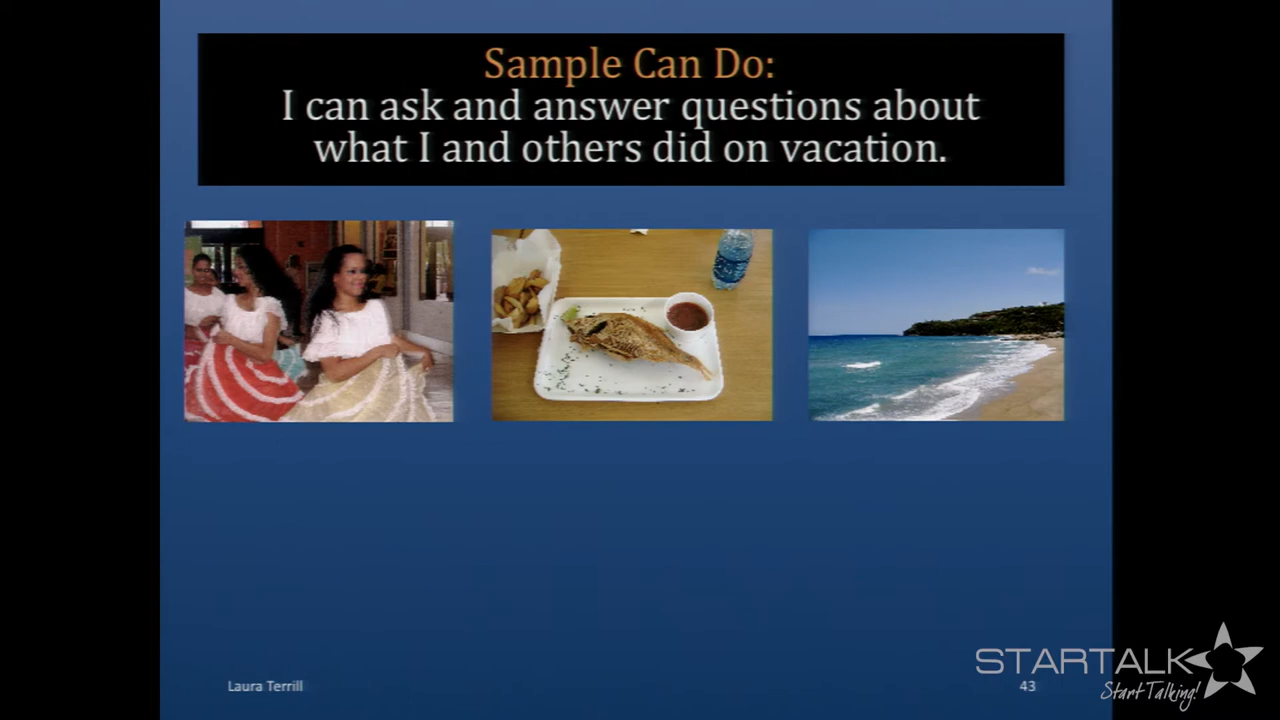 Sample Can Do:
I can ask and answer questions about
what I and others did on vacation.
Laura Terrill
43
STARTALK
Start Talking!